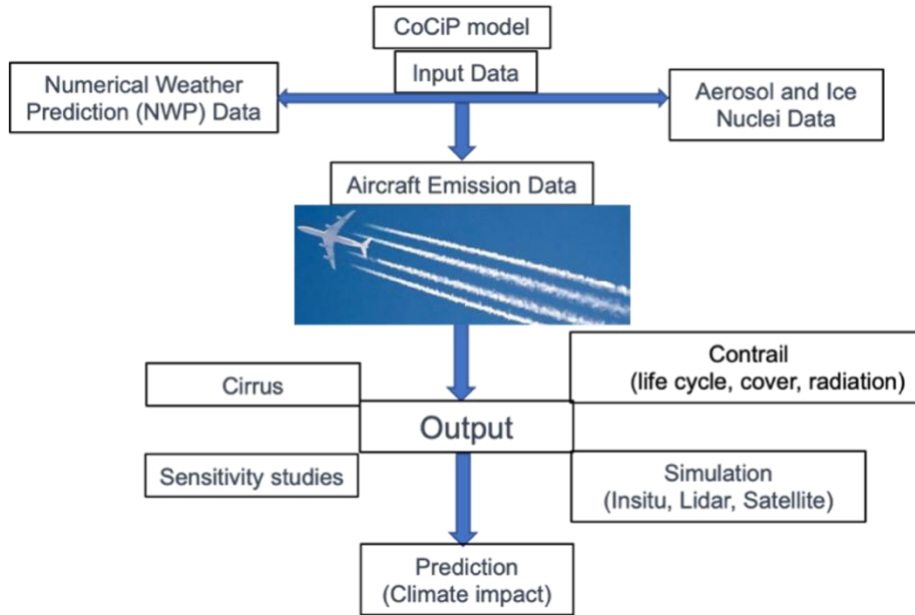 CoCiP model
Input Data
Numerical Weather
Prediction (NWP) Data
Aerosol and Ice
Nuclei Data
Aircraft Emission Data
Cirrus
Contrail
(life cycle, cover, radiation)
Output
Sensitivity studies
Simulation
(Insitu, Lidar, Satellite)
Prediction
(Climate impact)